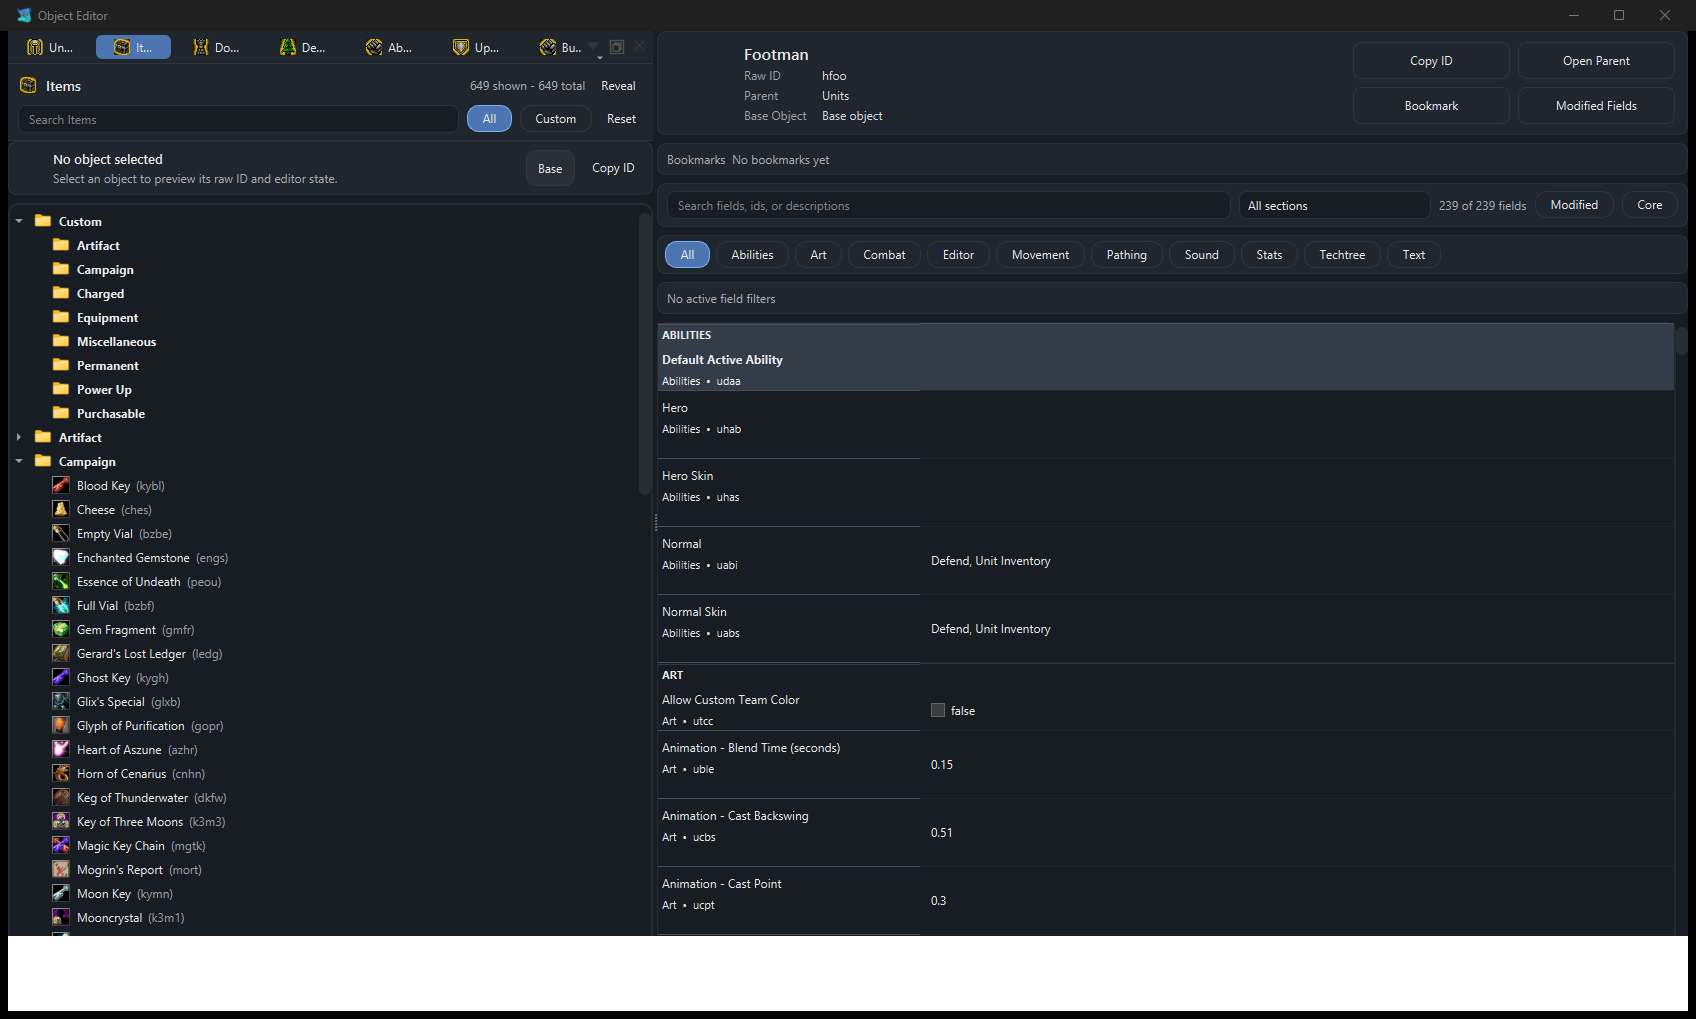 Object Editor
Un...
It...
Do...
De...
Ab...
Up...
Bu..
Items
649 shown - 649 total
Reveal
Search Items
All
Custom
Reset
No object selected
Select an object to preview its raw ID and editor state.
Base
Copy ID
Custom
Artifact
Campaign
Charged
Equipment
Miscellaneous
Permanent
Power Up
Purchasable
Artifact
Campaign
Blood Key (kybl)
Cheese (ches)
Empty Vial (bzbe)
Enchanted Gemstone (engs)
Essence of Undeath (peou)
Full Vial (bzbf)
Gem Fragment (gmfr)
Gerard's Lost Ledger (ledg)
Ghost Key (kygh)
Glix's Special (glxb)
Glyph of Purification (gopr)
Heart of Aszune (azhr)
Horn of Cenarius (cnhn)
Keg of Thunderwater (dkfw)
Key of Three Moons (k3m3)
Magic Key Chain (mgtk)
Mogrin's Report (mort)
Moon Key (kymn)
Mooncrystal (k3m1)
Footman
Raw ID hfoo
Parent Units
Base Object Base object
Copy ID
Open Parent
Bookmark
Modified Fields
Bookmarks No bookmarks yet
Search fields, ids, or descriptions
All sections
239 of 239 fields
Modified
Core
All
Abilities
Art
Combat
Editor
Movement
Pathing
Sound
Stats
Techtree
Text
No active field filters
ABILITIES
Default Active Ability
Abilities • udaa
Hero
Abilities • uhab
Hero Skin
Abilities • uhas
Normal
Abilities • uabi
Defend, Unit Inventory
Normal Skin
Abilities • uabs
Defend, Unit Inventory
ART
Allow Custom Team Color
Art • utcc
false
Animation - Blend Time (seconds)
Art • uble
0.15
Animation - Cast Backswing
Art • ucbs
0.51
Animation - Cast Point
Art • ucpt
0.3